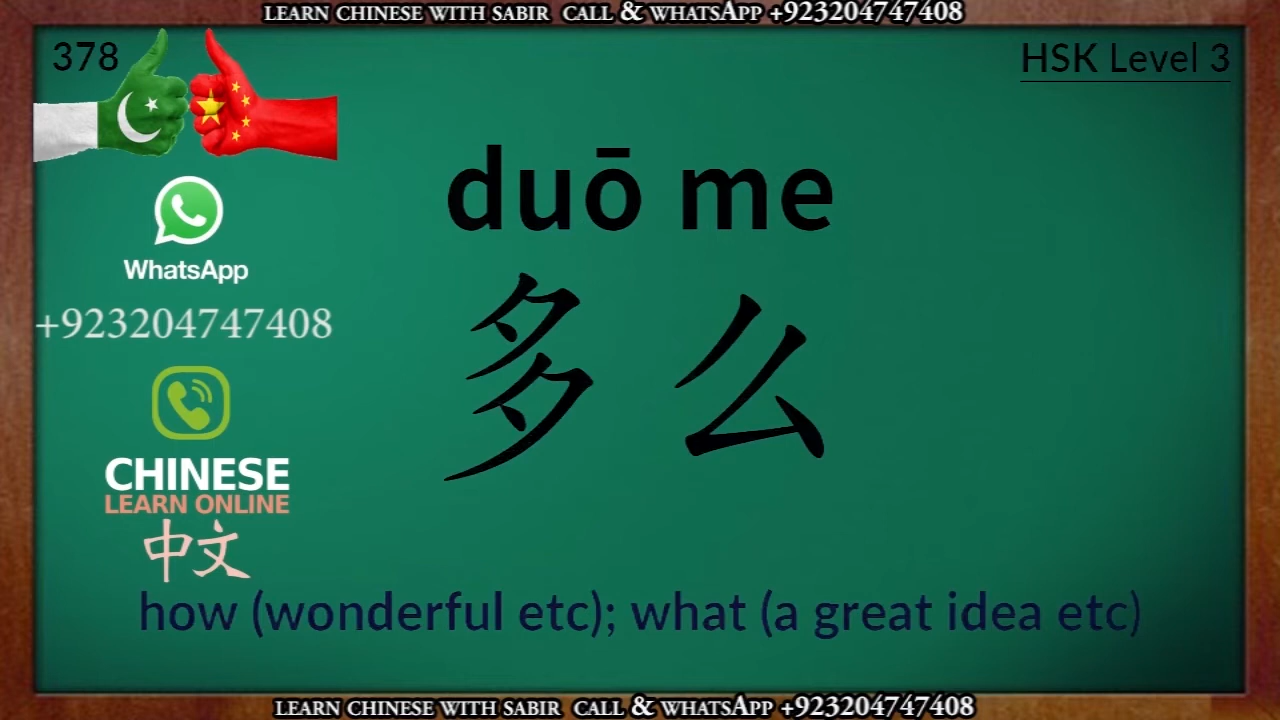 LEARN CHINESE WITH SABIR CALL & WHATSAPP +923204747408
378
HSK Level 3
duō me
多么
WhatsApp
+923204747408
CHINESE
LEARN ONLINE
中文
how (wonderful etc); what (a great idea etc)
LEARN CHINESE WITH SABIR CALL & WHATSAPP +923204747408